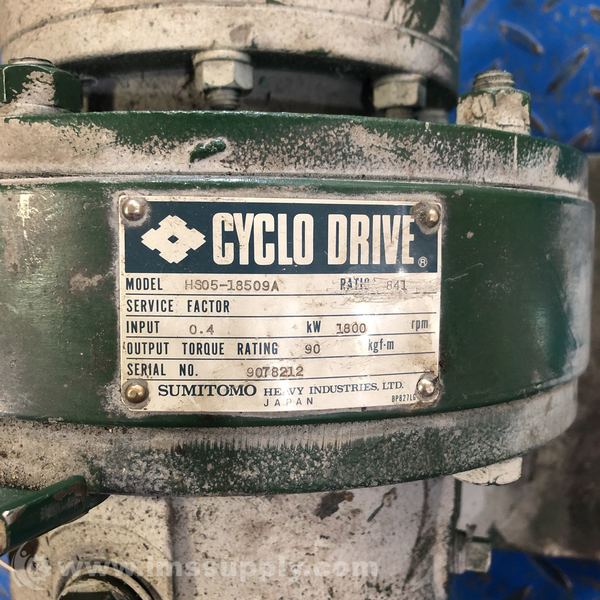 CYCLO DRIVE ®
MODEL HS05-18509A RATIO 841
SERVICE FACTOR
INPUT 0.4 kW 1800 rpm
OUTPUT TORQUE RATING 90 kgf-m
SERIAL NO. 9078212
SUMITOMO HEAVY INDUSTRIES, LTD.
JAPAN
www.imssupply.com